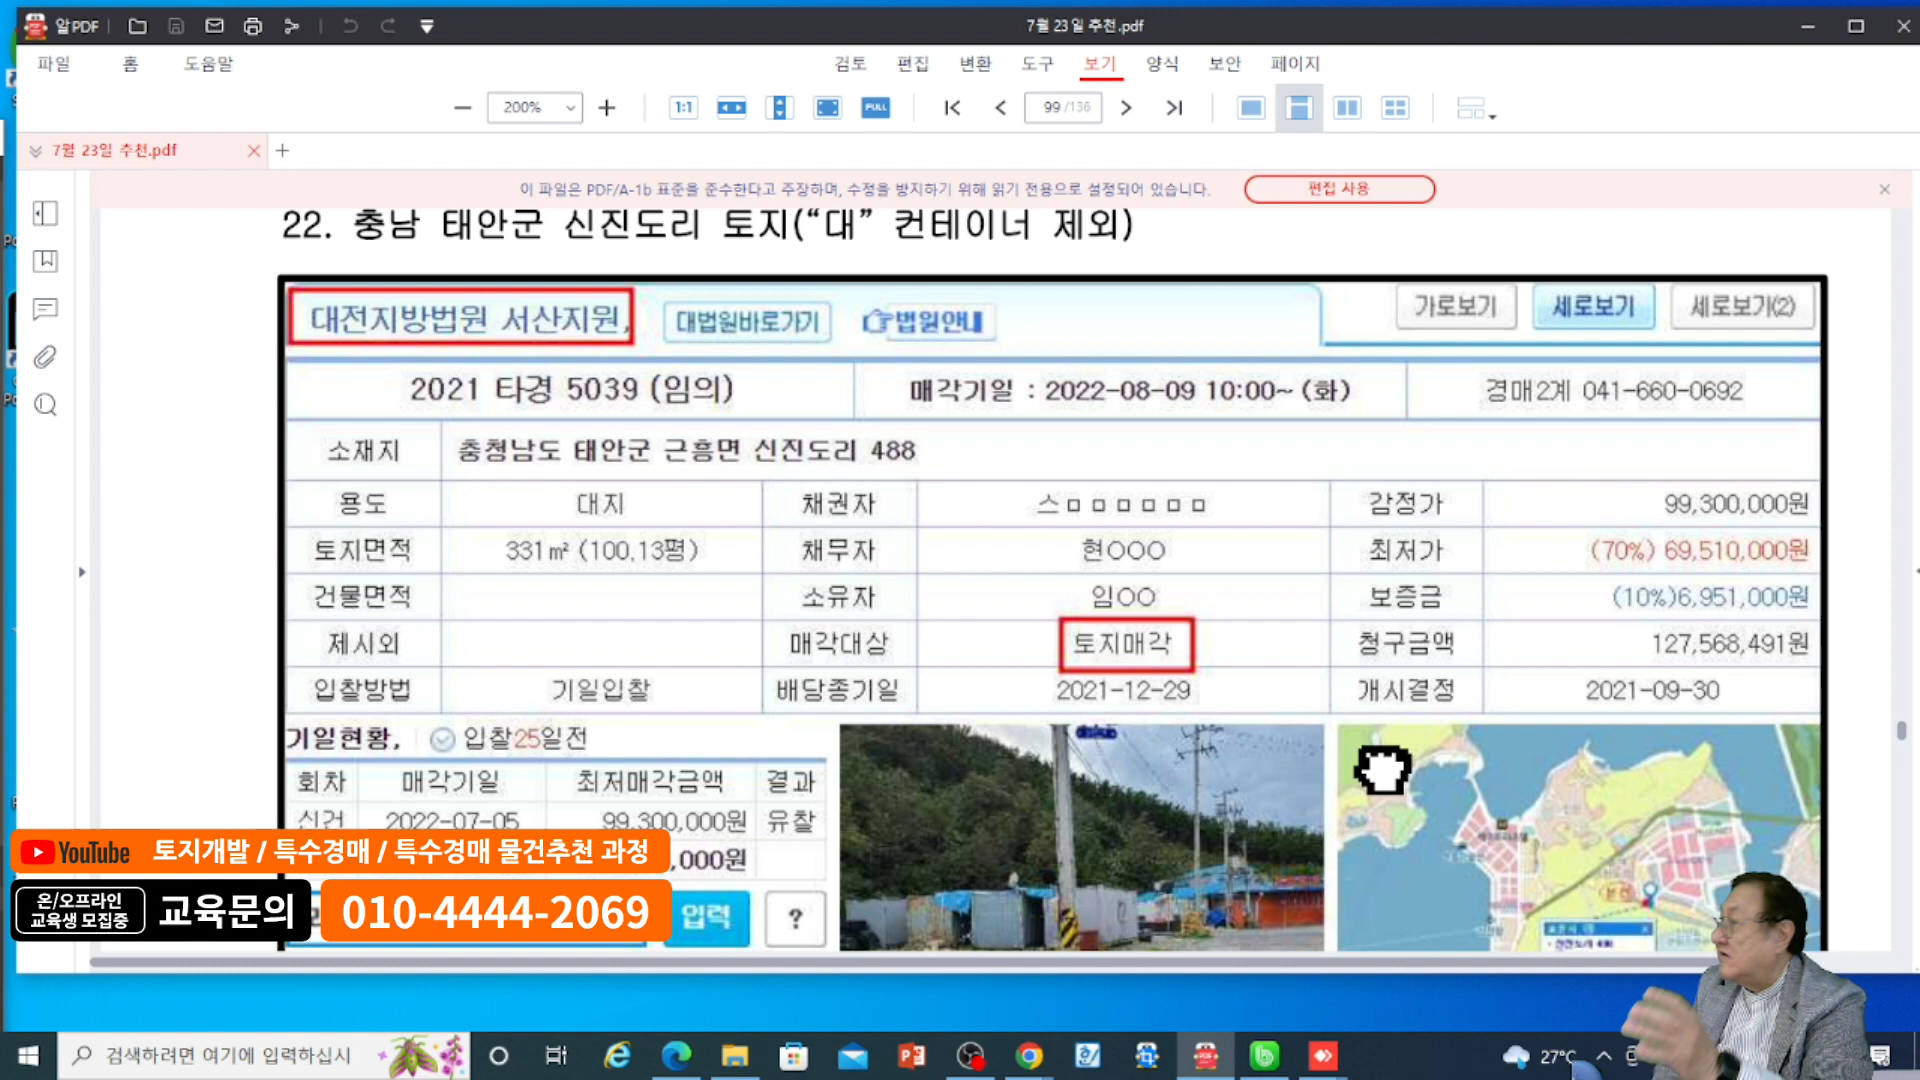 알PDF
7월 23일 추천.pdf
파일 홈 도움말 검토 편집 변환 도구 보기 양식 보안 페이지
200% 1:1 FULL 99 /136
7월 23일 추천.pdf
이 파일은 PDF/A-1b 표준을 준수한다고 주장하며, 수정을 방지하기 위해 읽기 전용으로 설정되어 있습니다. 편집 사용
22. 충남 태안군 신진도리 토지(“대” 컨테이너 제외)
대전지방법원 서산지원, 대법원바로가기 법원안내 가로보기 세로보기 세로보기(2)
2021 타경 5039 (임의) 매각기일 : 2022-08-09 10:00~ (화) 경매2계 041-660-0692
소재지 충청남도 태안군 근흥면 신진도리 488
용도 대지 채권자 스ㅁㅁㅁㅁㅁㅁ 감정가 99,300,000원
토지면적 331㎡ (100.13평) 채무자 현○○○ 최저가 (70%) 69,510,000원
건물면적 소유자 임○○ 보증금 (10%)6,951,000원
제시외 매각대상 토지매각 청구금액 127,568,491원
입찰방법 기일입찰 배당종기일 2021-12-29 개시결정 2021-09-30
기일현황, 입찰25일전
회차 매각기일 최저매각금액 결과
신건 2022-07-05 99,300,000원 유찰
,000원
입력 ?
YouTube 토지개발 / 특수경매 / 특수경매 물건추천 과정
온/오프라인
교육생 모집중
교육문의 010-4444-2069
검색하려면 여기에 입력하십시
27°C